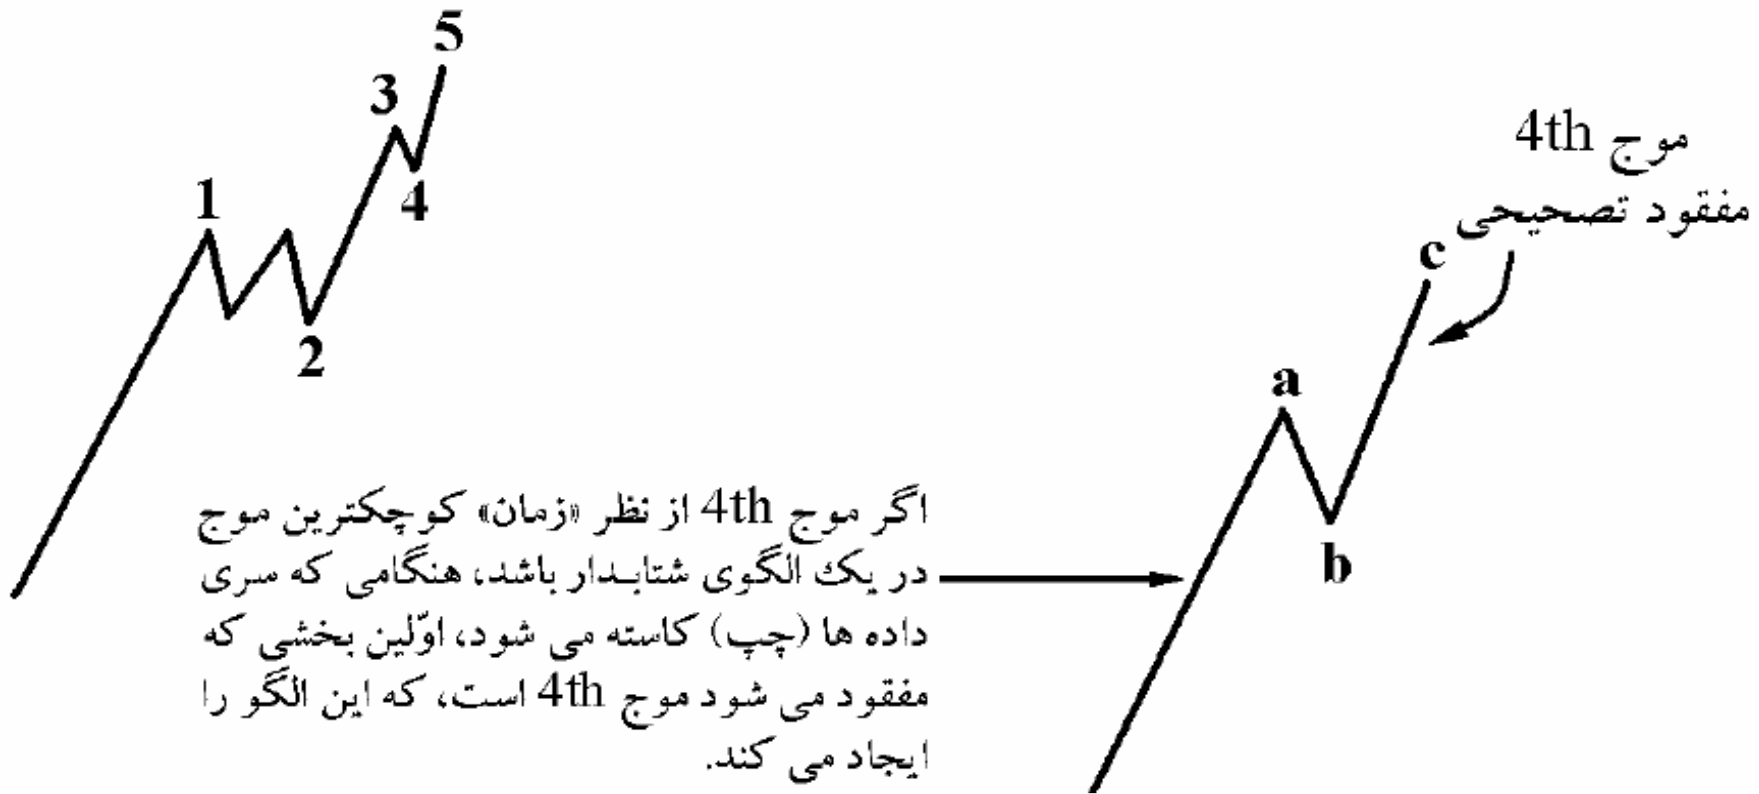 5
3
4
1
2
موج 4th
مفقود تصحیحی
c
a
b
اگر موج 4th از نظر «زمان» کوچکترین موج
در یک الگوی شتابدار باشد، هنگامی که سری
داده ها (چپ) کاسته می شود، اوّلین بخشی که
مفقود می شود موج 4th است، که این الگو را
ایجاد می کند.